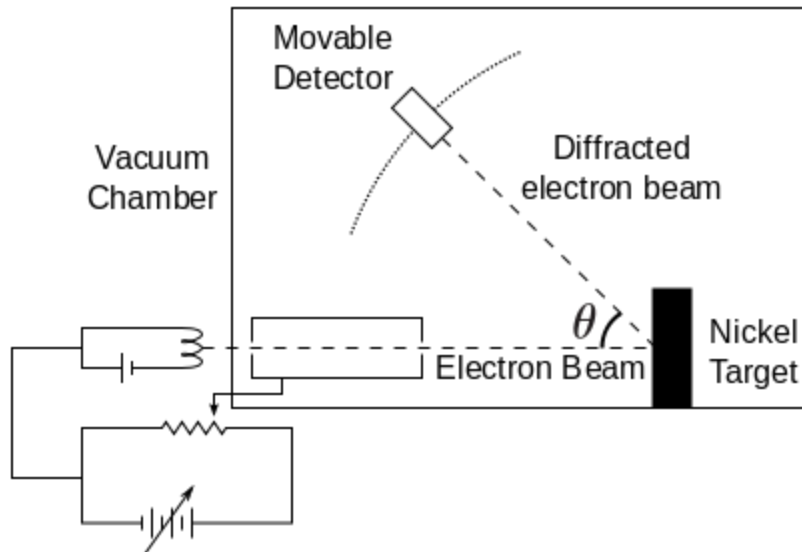 Movable
Detector
Vacuum
Chamber
Diffracted
electron beam
θ
Nickel
Target
Electron Beam